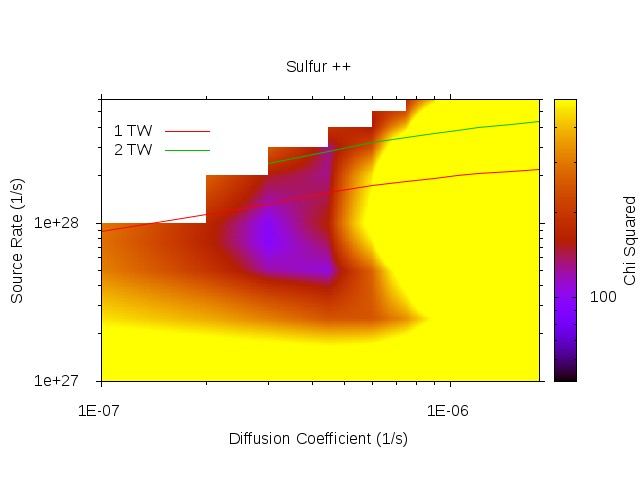 Sulfur ++
1 TW
2 TW
Source Rate (1/s)
1e+28
1e+27
1E-07
1E-06
Diffusion Coefficient (1/s)
100
Chi Squared